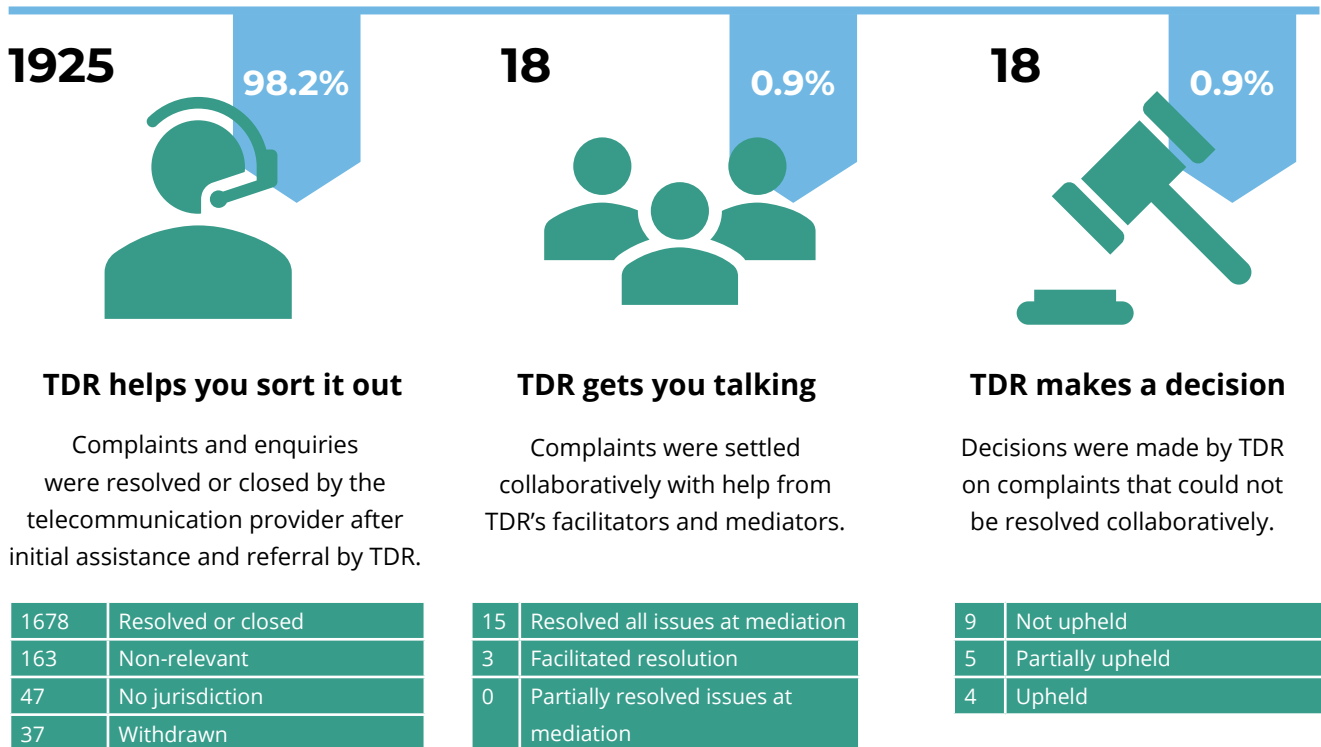 1925
98.2%
18
0.9%
18
0.9%
TDR helps you sort it out
Complaints and enquiries
were resolved or closed by the
telecommunication provider after
initial assistance and referral by TDR.
1678 Resolved or closed
163 Non-relevant
47 No jurisdiction
37 Withdrawn
TDR gets you talking
Complaints were settled
collaboratively with help from
TDR’s facilitators and mediators.
15 Resolved all issues at mediation
3 Facilitated resolution
0 Partially resolved issues at
mediation
TDR makes a decision
Decisions were made by TDR
on complaints that could not
be resolved collaboratively.
9 Not upheld
5 Partially upheld
4 Upheld